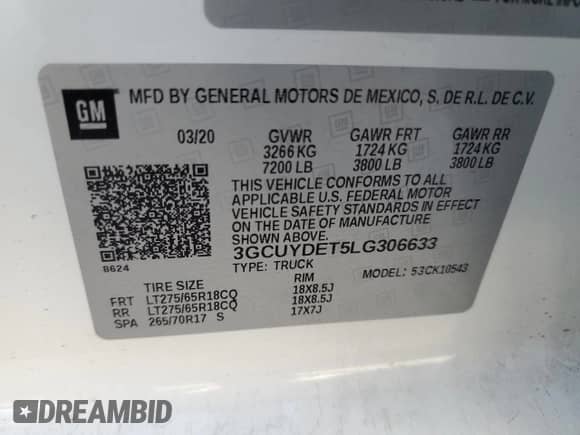 GM
MFD BY GENERAL MOTORS DE MEXICO, S. DE R.L. DE C.V.
03/20 GVWR GAWR FRT GAWR RR
3266 KG 1724 KG 1724 KG
7200 LB 3800 LB 3800 LB
THIS VEHICLE CONFORMS TO ALL
APPLICABLE U.S. FEDERAL MOTOR
VEHICLE SAFETY STANDARDS IN EFFECT
ON THE DATE OF MANUFACTURE
SHOWN ABOVE.
3GCUYDET5LG306633
8624
TYPE: TRUCK MODEL: 53CK10543
TIRE SIZE RIM
FRT LT275/65R18CQ 18X8.5J
RR LT275/65R18CQ 18X8.5J
SPA 265/70R17 S 17X7J
DREAMBID